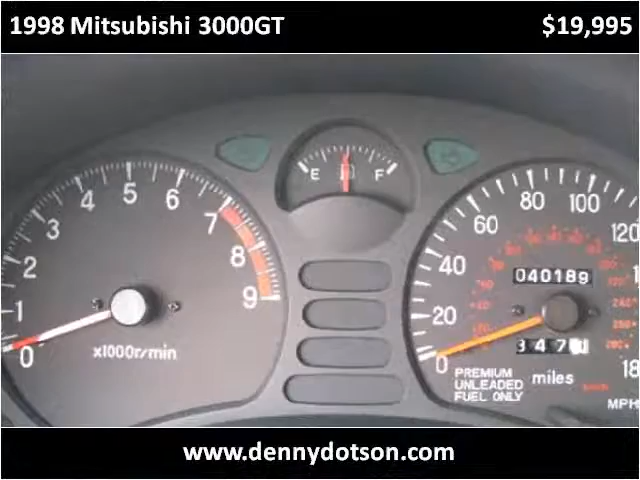 1998 Mitsubishi 3000GT $19,995
E F
0 1 2 3 4 5 6 7 8 9
x1000r/min
0 20 40 60 80 100 120
040189
347
PREMIUM
UNLEADED
FUEL ONLY
miles
MPH
www.dennydotson.com